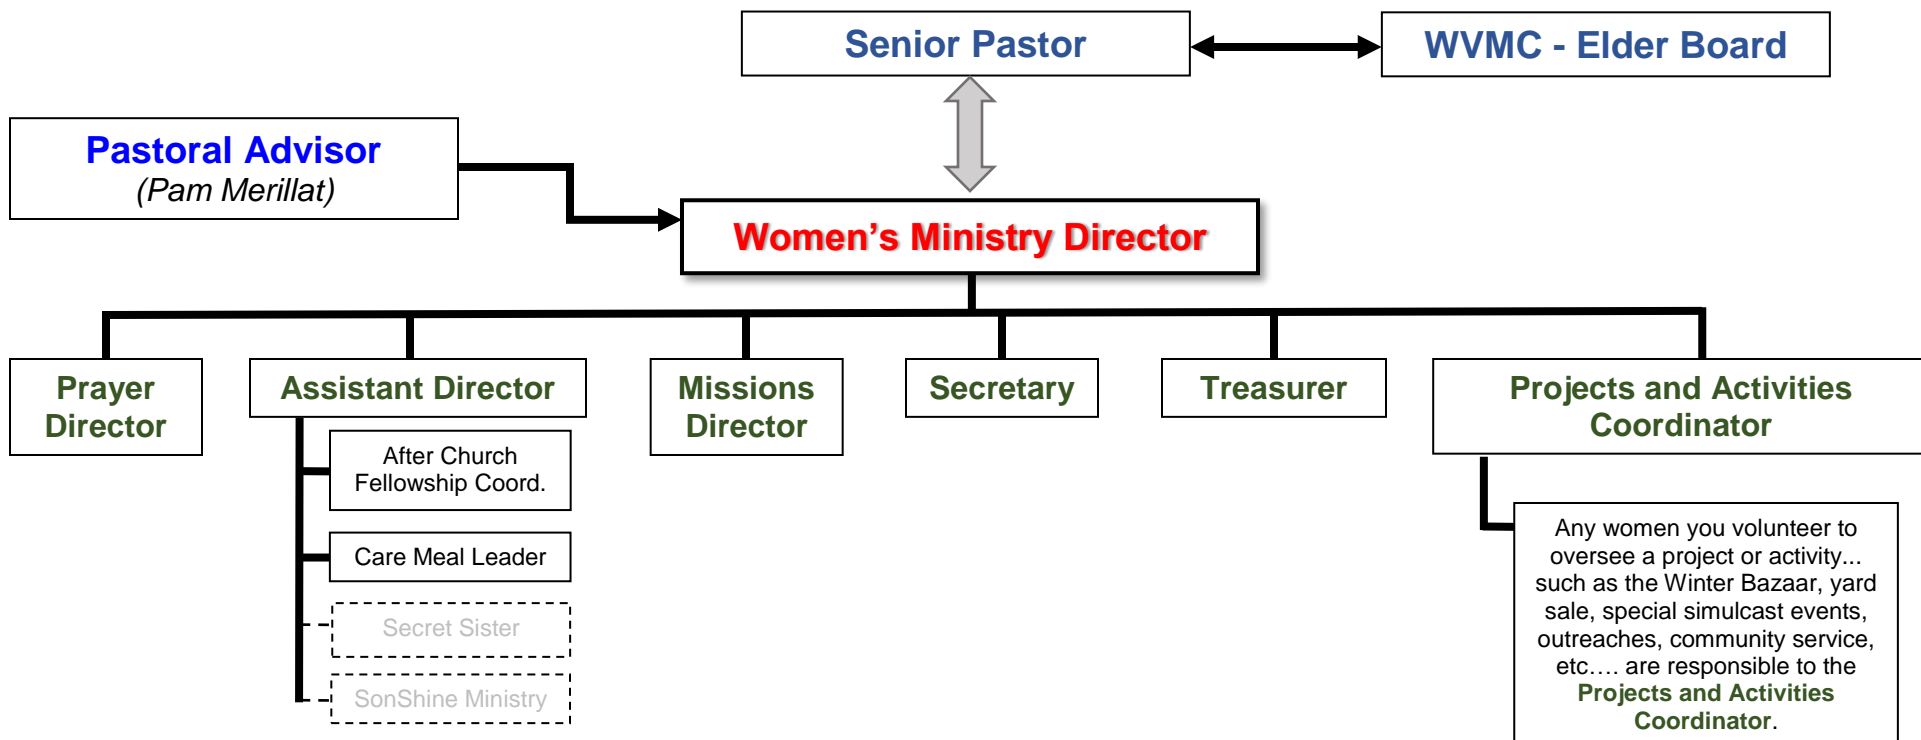 Senior Pastor
WVMC - Elder Board
Pastoral Advisor
(Pam Merillat)
Women’s Ministry Director
Prayer
Director
Assistant Director
Missions
Director
Secretary
Treasurer
Projects and Activities
Coordinator
After Church
Fellowship Coord.
Care Meal Leader
Secret Sister
SonShine Ministry
Any women you volunteer to
oversee a project or activity...
such as the Winter Bazaar, yard
sale, special simulcast events,
outreaches, community service,
etc.... are responsible to the
Projects and Activities
Coordinator.